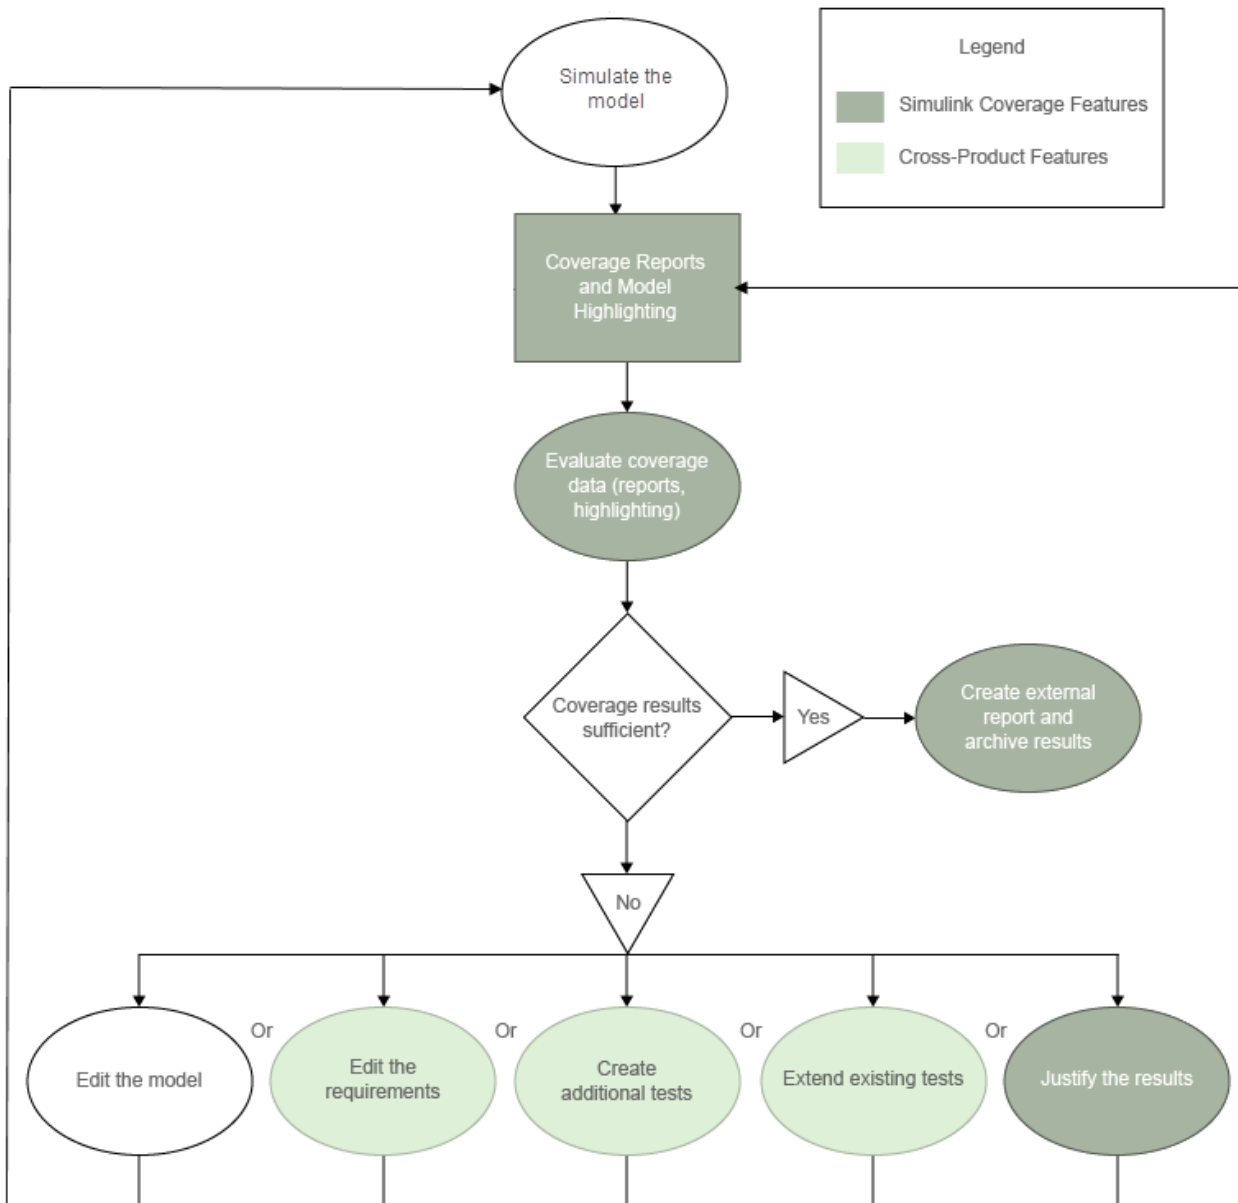 Simulate the
model
Legend
Simulink Coverage Features
Cross-Product Features
Coverage Reports
and Model
Highlighting
Evaluate coverage
data (reports,
highlighting)
Coverage results
sufficient?
Yes
Create external
report and
archive results
No
Edit the model
Or
Edit the
requirements
Or
Create
additional tests
Or
Extend existing tests
Or
Justify the results